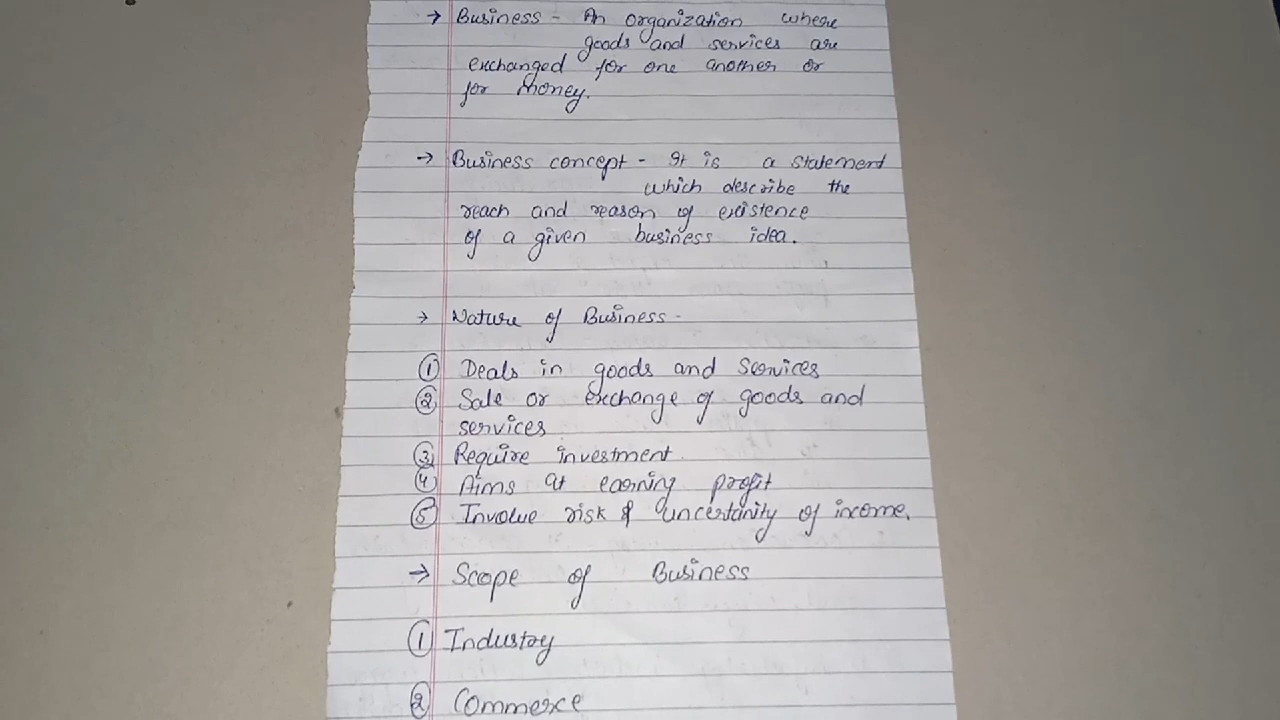 → Business - An organization where
goods and services are
exchanged for one another or
for money.
→ Business concept - It is a statement
which describe the
reach and reason of existence
of a given business idea.
→ Nature of Business -
① Deals in goods and services
② Sale or exchange of goods and
services
③ Require investment.
④ Aims at earning profit
⑤ Involve risk & uncertainity of income.
→ Scope of Business
① Industry
② Commerce